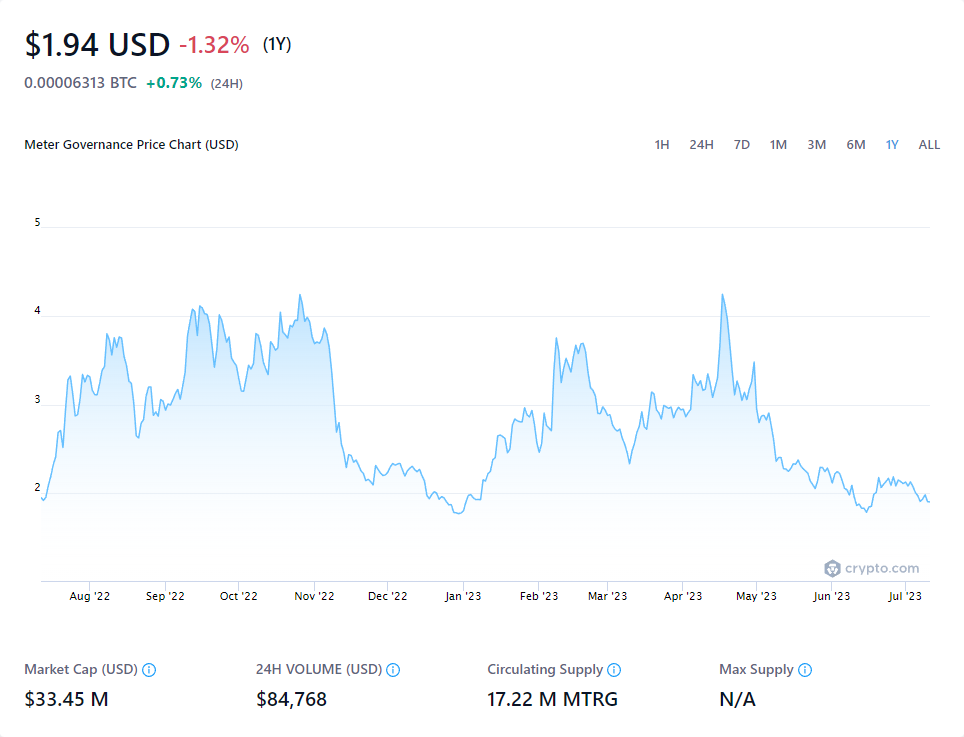 $1.94 USD -1.32% (1Y)
0.00006313 BTC +0.73% (24H)
Meter Governance Price Chart (USD) 1H 24H 7D 1M 3M 6M 1Y ALL
5
4
3
2
crypto.com
Aug '22 Sep '22 Oct '22 Nov '22 Dec '22 Jan '23 Feb '23 Mar '23 Apr '23 May '23 Jun '23 Jul '23
Market Cap (USD) 24H VOLUME (USD) Circulating Supply Max Supply
$33.45 M $84,768 17.22 M MTRG N/A